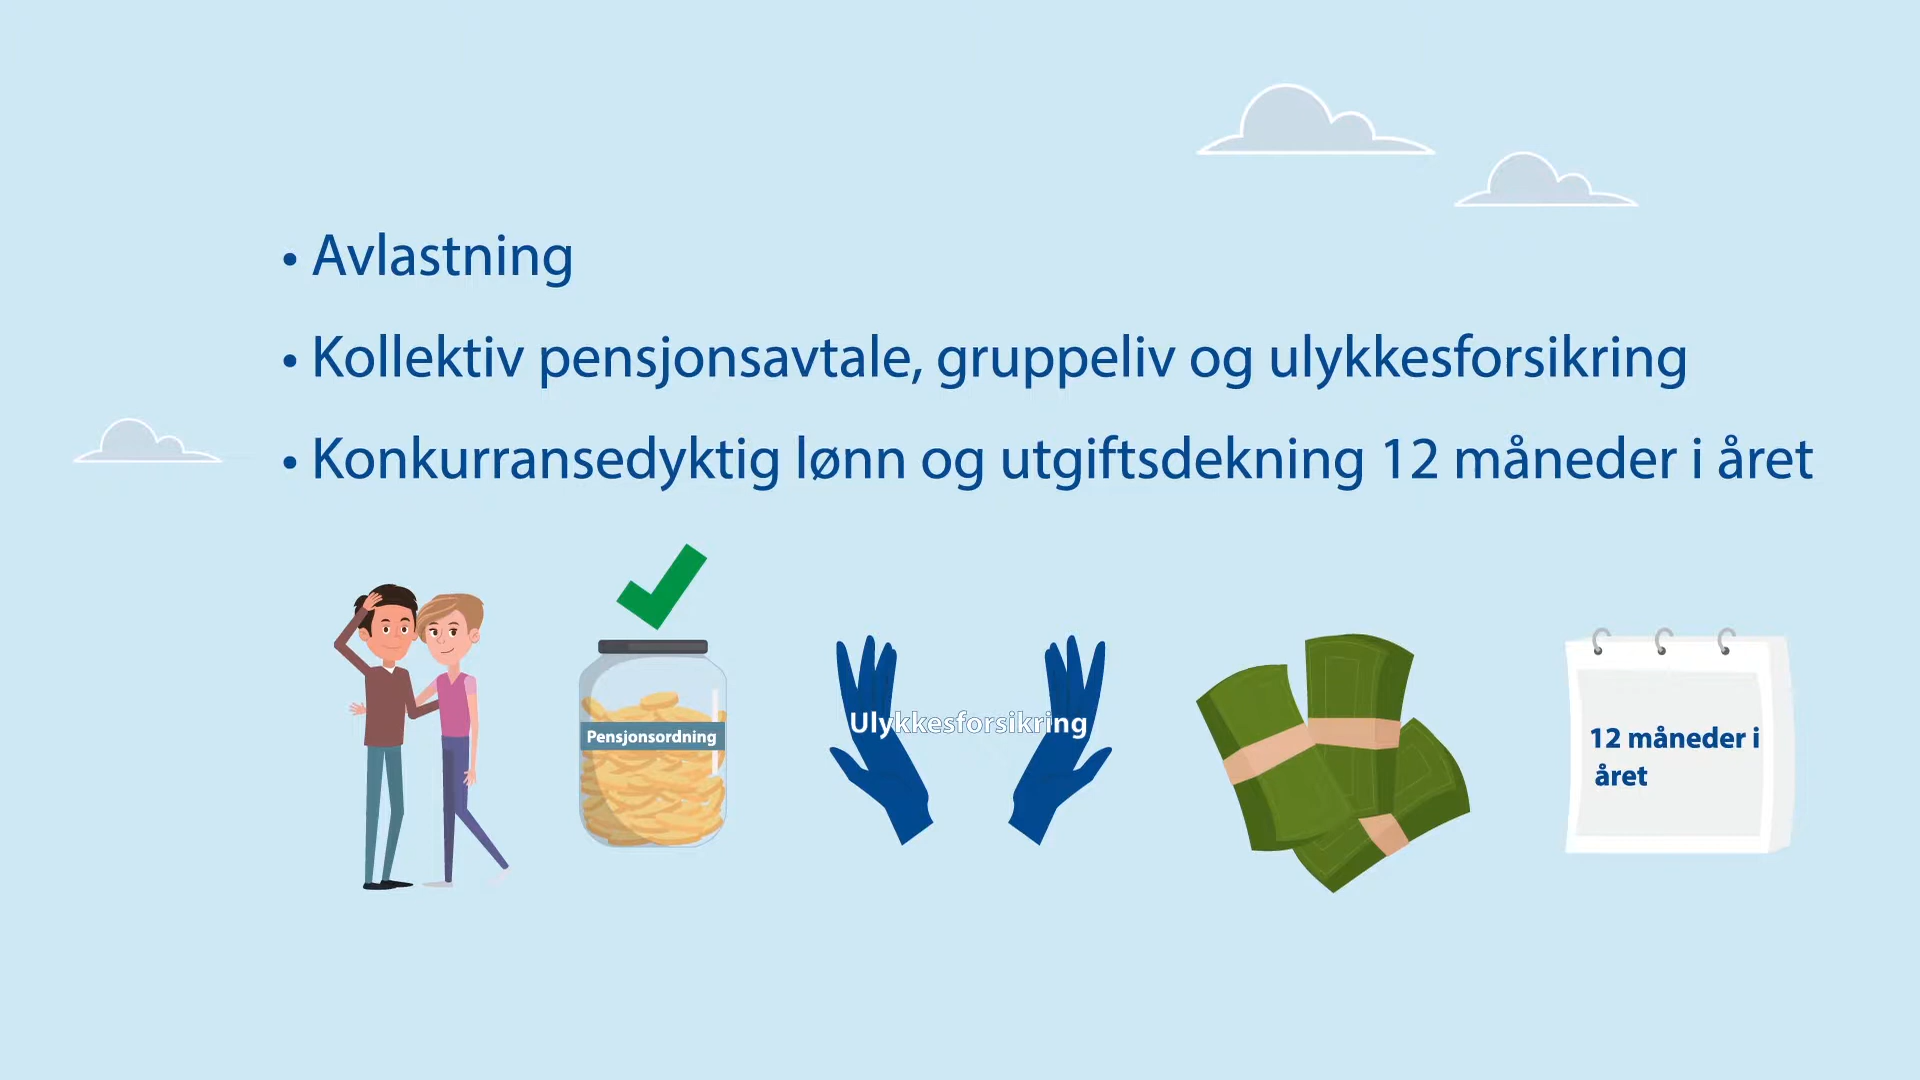 • Avlastning
• Kollektiv pensjonsavtale, gruppeliv og ulykkesforsikring
• Konkurransedyktig lønn og utgiftsdekning 12 måneder i året
Pensjonsordning
Ulykkesforsikring
12 måneder i
året